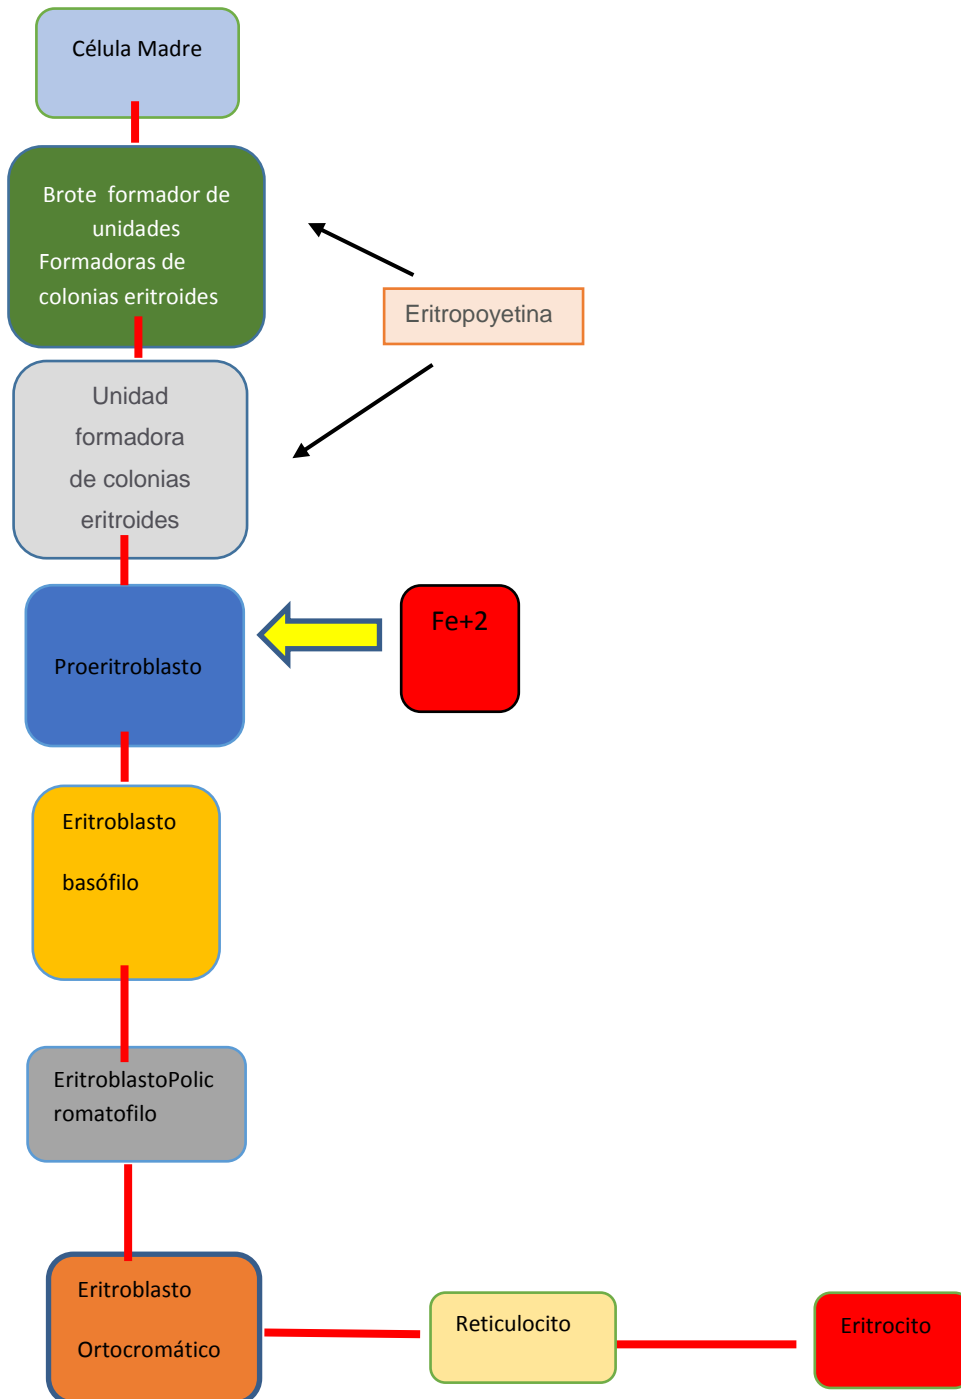 Célula Madre
Brote formador de
unidades
Formadoras de
colonias eritroides
Eritropoyetina
Unidad
formadora
de colonias
eritroides
Fe+2
Proeritroblasto
Eritroblasto
basófilo
EritroblastoPolic
romatofilo
Eritroblasto
Ortocromático
Reticulocito
Eritrocito